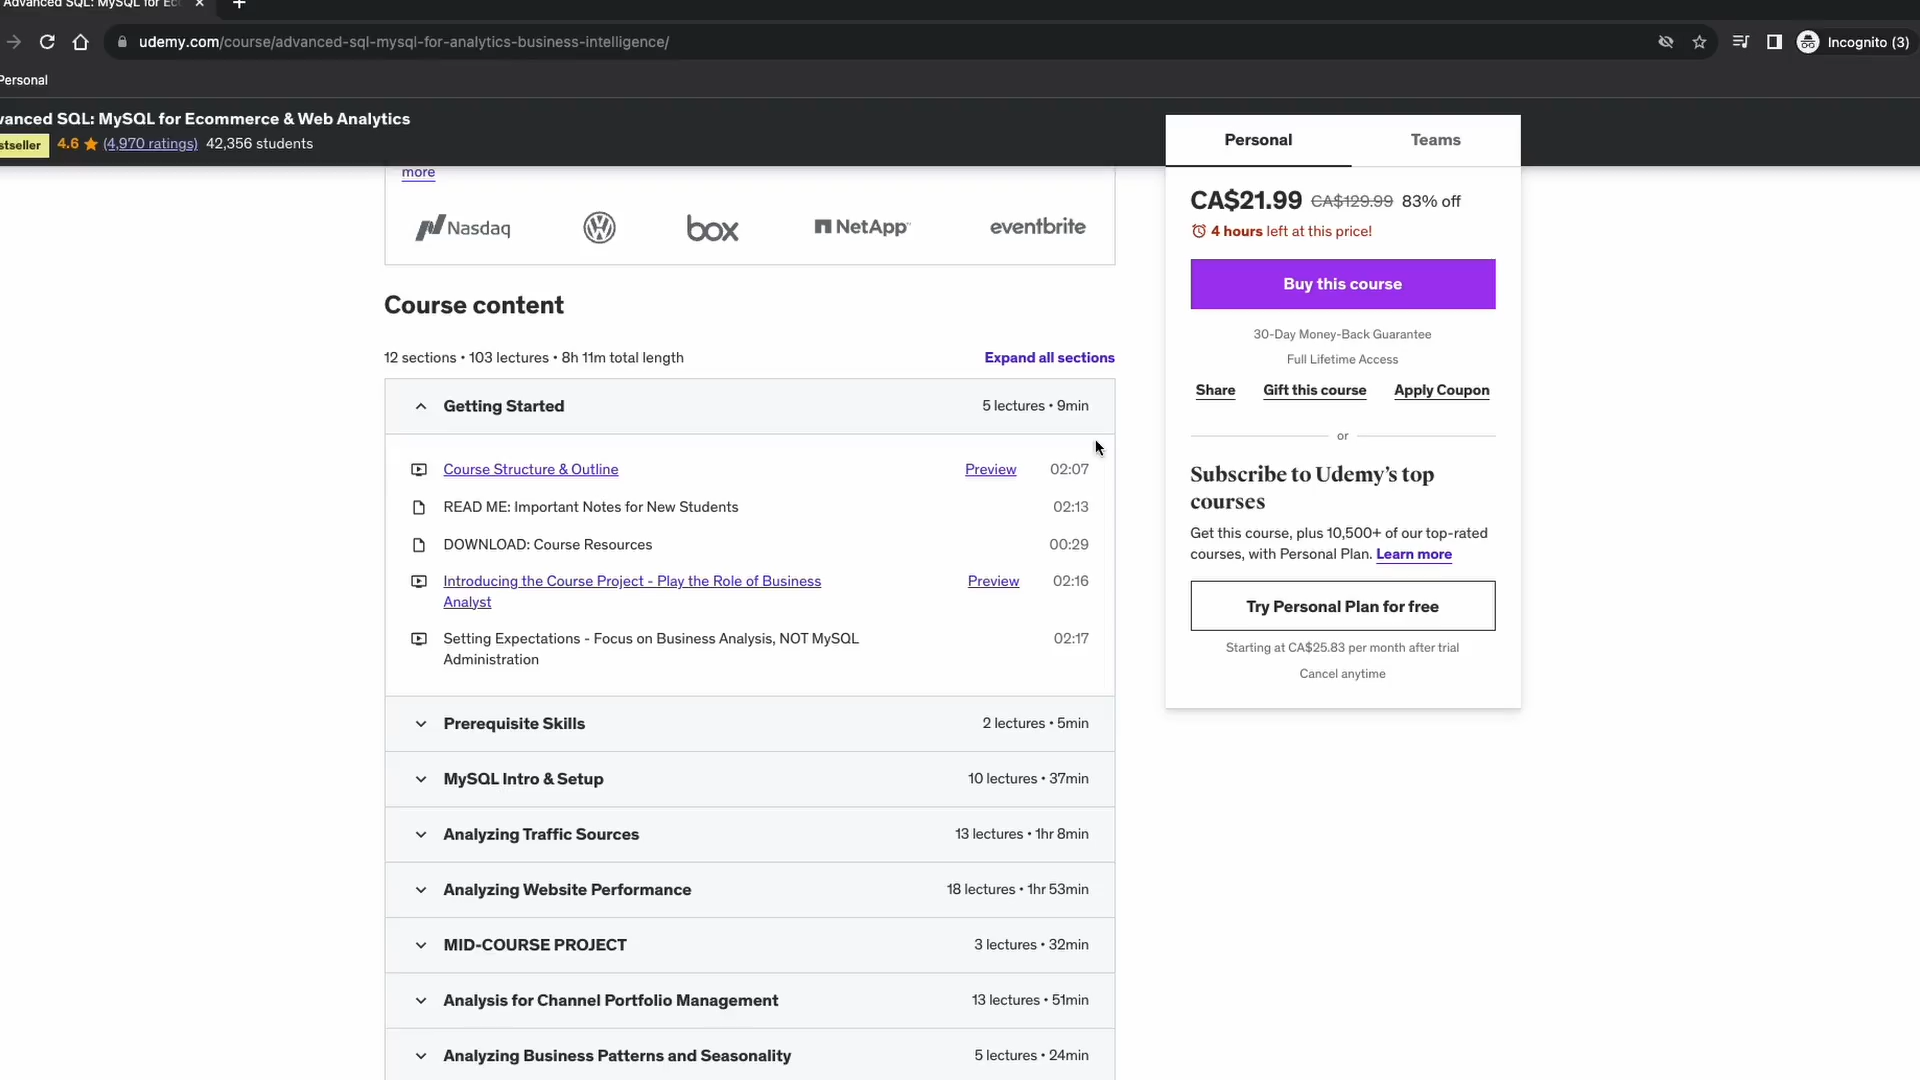 Advanced SQL: MySQL for Ec
udemy.com/course/advanced-sql-mysql-for-analytics-business-intelligence/
Incognito (3)
Personal
vanced SQL: MySQL for Ecommerce & Web Analytics
stseller 4.6 (4,970 ratings) 42,356 students
more
Nasdaq
box
NetApp
eventbrite
Course content
12 sections • 103 lectures • 8h 11m total length
Expand all sections
Getting Started 5 lectures • 9min
Course Structure & Outline Preview 02:07
READ ME: Important Notes for New Students 02:13
DOWNLOAD: Course Resources 00:29
Introducing the Course Project - Play the Role of Business Preview 02:16
Analyst
Setting Expectations - Focus on Business Analysis, NOT MySQL 02:17
Administration
Prerequisite Skills 2 lectures • 5min
MySQL Intro & Setup 10 lectures • 37min
Analyzing Traffic Sources 13 lectures • 1hr 8min
Analyzing Website Performance 18 lectures • 1hr 53min
MID-COURSE PROJECT 3 lectures • 32min
Analysis for Channel Portfolio Management 13 lectures • 51min
Analyzing Business Patterns and Seasonality 5 lectures • 24min
Personal Teams
CA$21.99 CA$129.99 83% off
4 hours left at this price!
Buy this course
30-Day Money-Back Guarantee
Full Lifetime Access
Share Gift this course Apply Coupon
or
Subscribe to Udemy’s top
courses
Get this course, plus 10,500+ of our top-rated
courses, with Personal Plan. Learn more
Try Personal Plan for free
Starting at CA$25.83 per month after trial
Cancel anytime